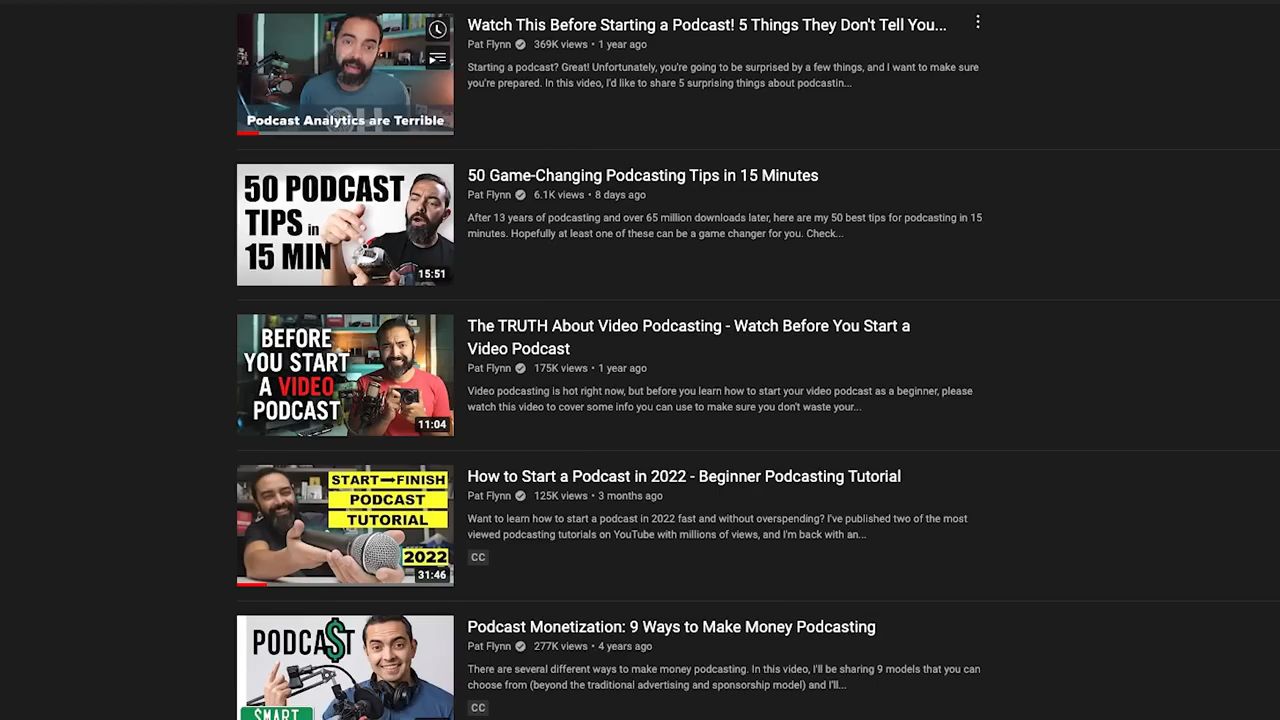 Podcast Analytics are Terrible
Watch This Before Starting a Podcast! 5 Things They Don't Tell You...
Pat Flynn 369K views • 1 year ago
Starting a podcast? Great! Unfortunately, you're going to be surprised by a few things, and I want to make sure
you're prepared. In this video, I'd like to share 5 surprising things about podcastin...
50 PODCAST
TIPS in
15 MIN
15:51
50 Game-Changing Podcasting Tips in 15 Minutes
Pat Flynn 6.1K views • 8 days ago
After 13 years of podcasting and over 65 million downloads later, here are my 50 best tips for podcasting in 15
minutes. Hopefully at least one of these can be a game changer for you. Check...
BEFORE
YOU START
A VIDEO
PODCAST
11:04
The TRUTH About Video Podcasting - Watch Before You Start a
Video Podcast
Pat Flynn 175K views • 1 year ago
Video podcasting is hot right now, but before you learn how to start your video podcast as a beginner, please
watch this video to cover some info you can use to make sure you don't waste your...
START FINISH
PODCAST
TUTORIAL
2022
31:46
How to Start a Podcast in 2022 - Beginner Podcasting Tutorial
Pat Flynn 125K views • 3 months ago
Want to learn how to start a podcast in 2022 fast and without overspending? I've published two of the most
viewed podcasting tutorials on YouTube with millions of views, and I'm back with an...
CC
PODCA$T
$MART
Podcast Monetization: 9 Ways to Make Money Podcasting
Pat Flynn 277K views • 4 years ago
There are several different ways to make money podcasting. In this video, I'll be sharing 9 models that you can
choose from (beyond the traditional advertising and sponsorship model) and I'll...
CC